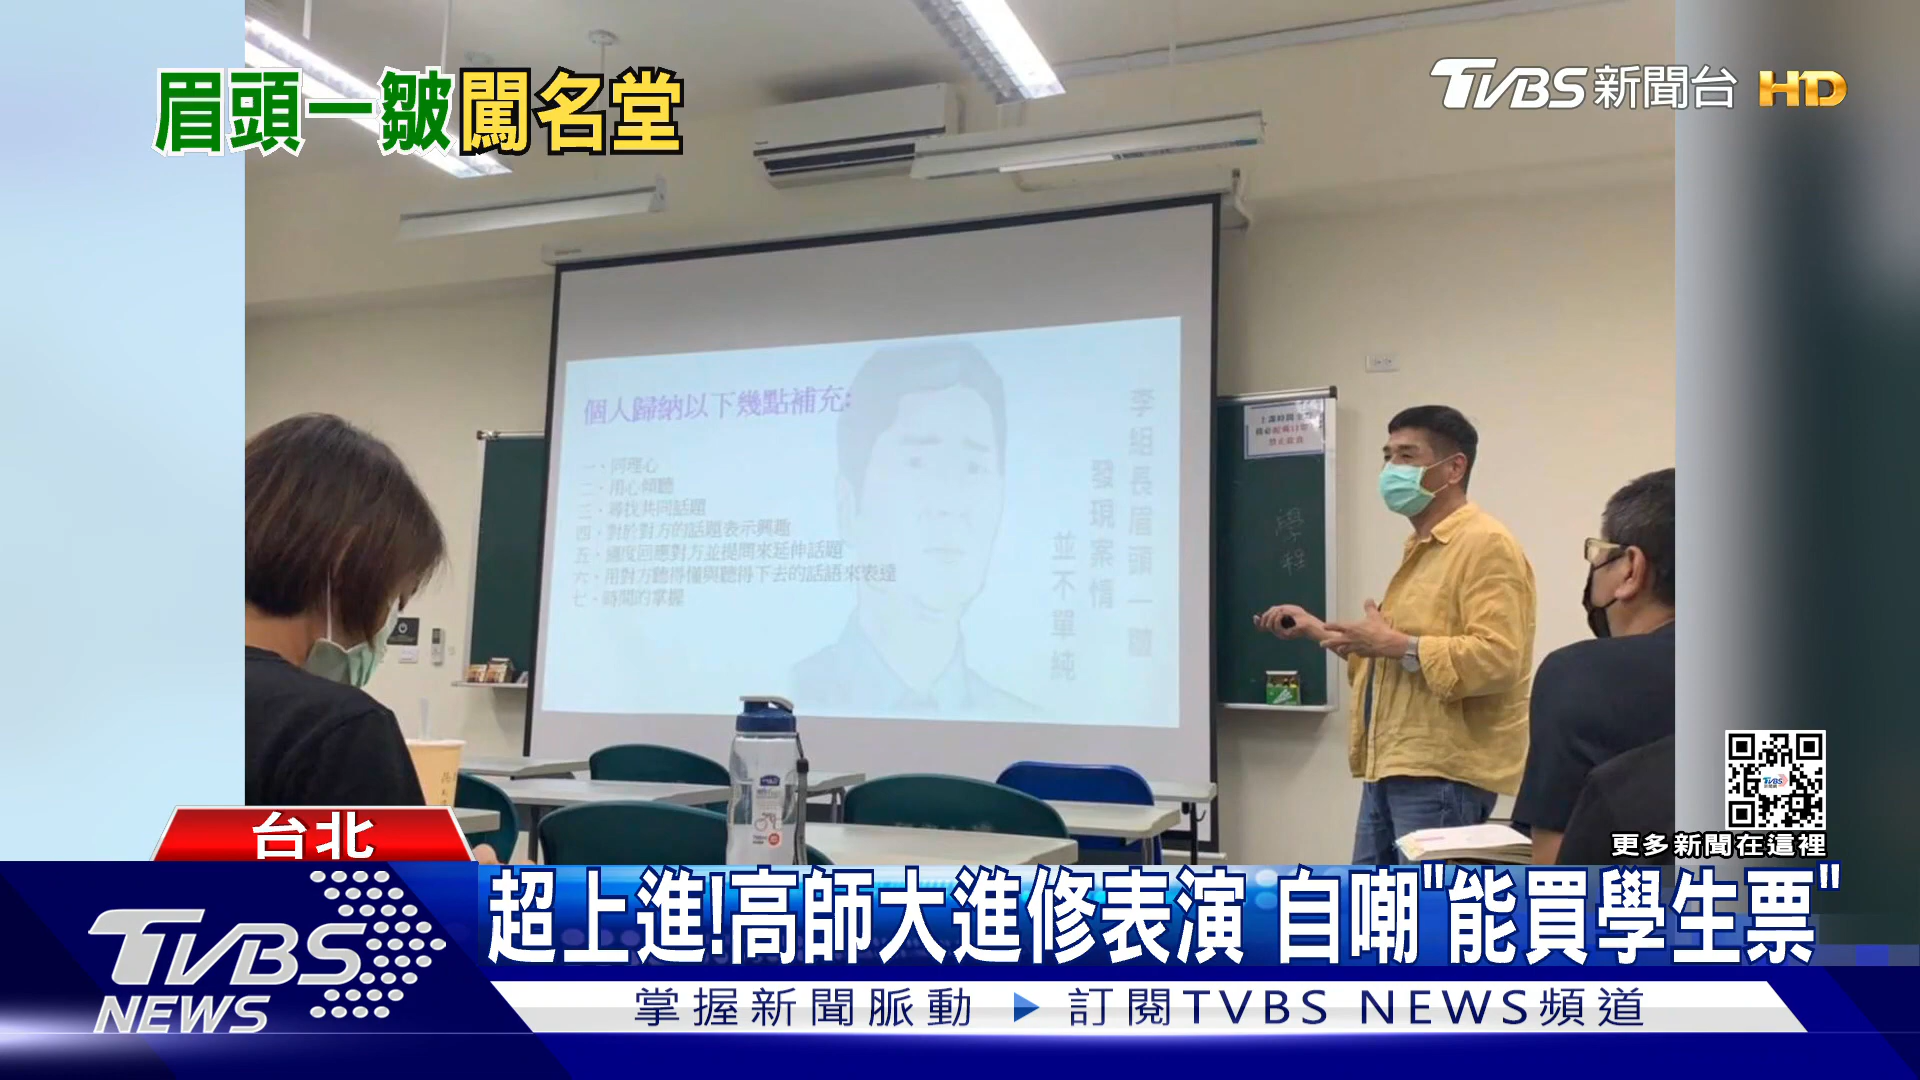 眉頭一皺闖名堂
TVBS新聞台 HD
個人歸納以下幾點補充:
一、同理心
二、用心傾聽
三、尋找共同話題
四、對於對方的話題表示興趣
五、適度回應對方並提問來延伸話題
六、用對方聽得懂與聽得下去的話語來表達
七、時間的掌握
李組長眉頭一皺
發現案情
並不單純
禁止飲食
學程
TVBS
更多新聞在這裡
台北
超上進!高師大進修表演 自嘲"能買學生票"
TVBS
NEWS
掌握新聞脈動 ▶ 訂閱TVBS NEWS頻道